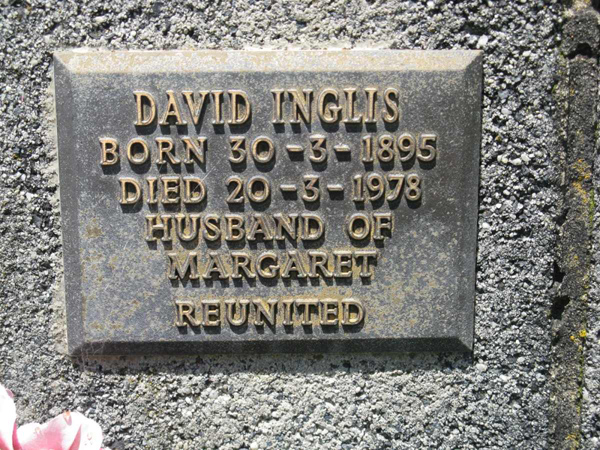 DAVID INGLIS
BORN 30-3-1895
DIED 20-3-1978
HUSBAND OF
MARGARET
REUNITED